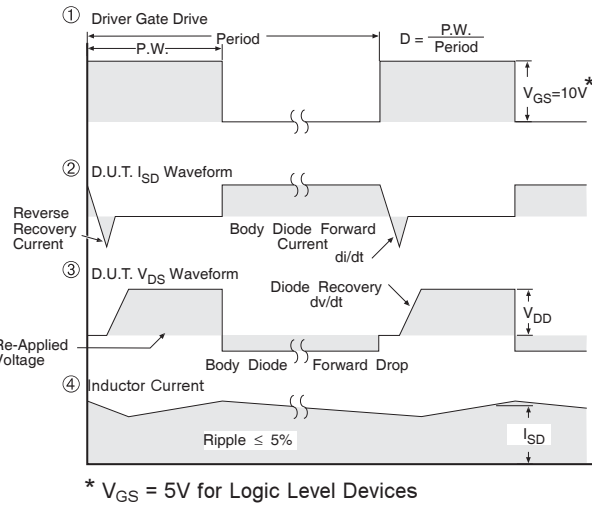 ① Driver Gate Drive
P.W.
Period
D = P.W. / Period
V_GS=10V*
② D.U.T. I_SD Waveform
Reverse
Recovery
Current
Body Diode Forward
Current
di/dt
③ D.U.T. V_DS Waveform
Diode Recovery
dv/dt
V_DD
Re-Applied
Voltage
Body Diode Forward Drop
④ Inductor Current
Ripple ≤ 5%
I_SD
* V_GS = 5V for Logic Level Devices